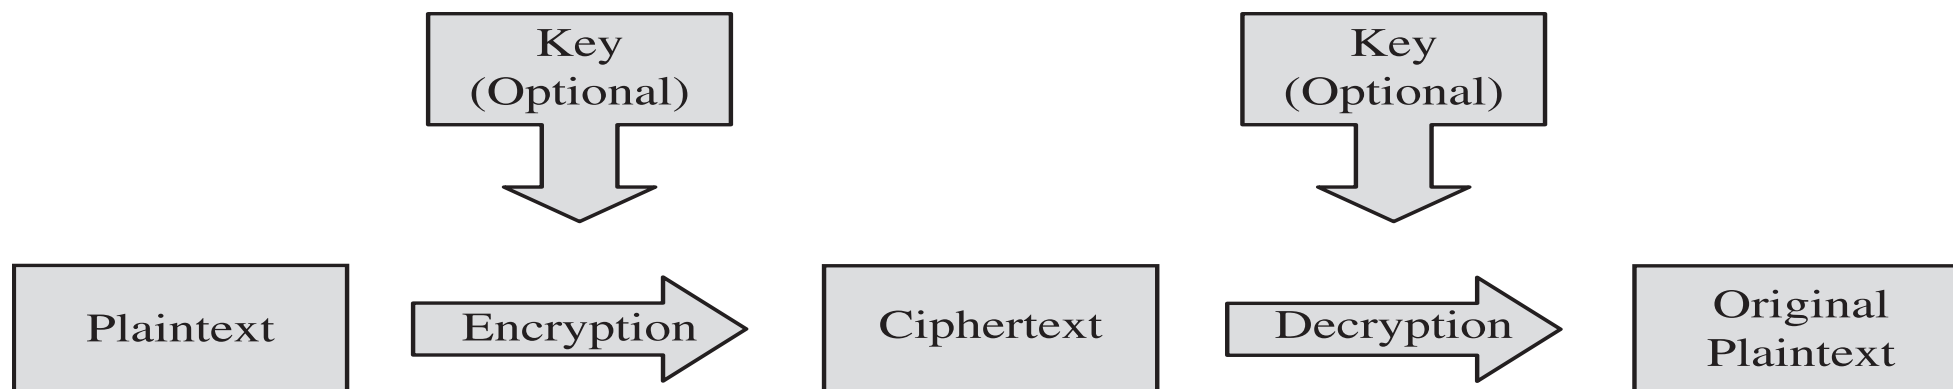 Key
(Optional)
Key
(Optional)
Plaintext
Encryption
Ciphertext
Decryption
Original
Plaintext